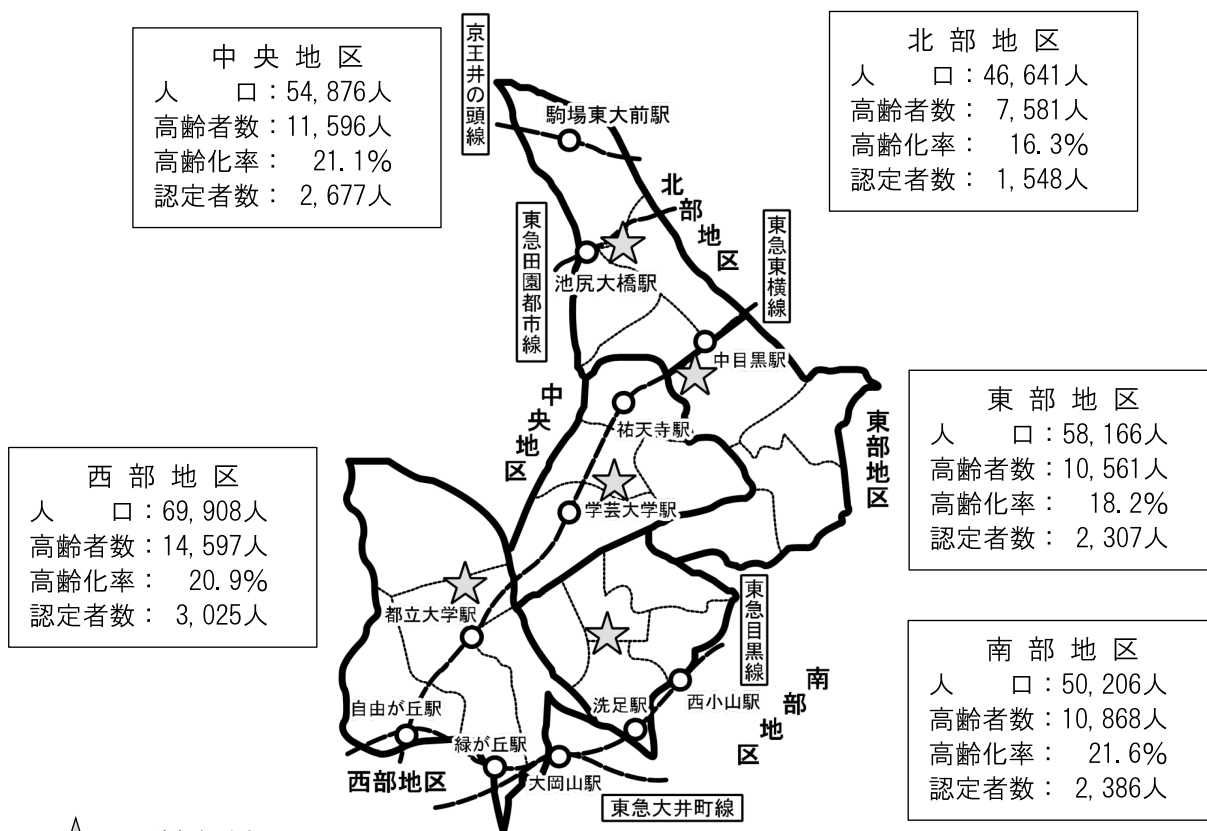 中央地区
人　　口：54,876人
高齢者数：11,596人
高齢化率：　21.1%
認定者数： 2,677人
北部地区
人　　口：46,641人
高齢者数： 7,581人
高齢化率：　16.3%
認定者数： 1,548人
京王井の頭線
駒場東大前駅
北部地区
東急田園都市線
池尻大橋駅
東急東横線
中目黒駅
中央地区
祐天寺駅
東部地区
東部地区
人　　口：58,166人
高齢者数：10,561人
高齢化率：　18.2%
認定者数： 2,307人
西部地区
人　　口：69,908人
高齢者数：14,597人
高齢化率：　20.9%
認定者数： 3,025人
学芸大学駅
都立大学駅
東急目黒線
南部地区
西小山駅
洗足駅
自由が丘駅
緑が丘駅
大岡山駅
西部地区
東急大井町線
南部地区
人　　口：50,206人
高齢者数：10,868人
高齢化率：　21.6%
認定者数： 2,386人